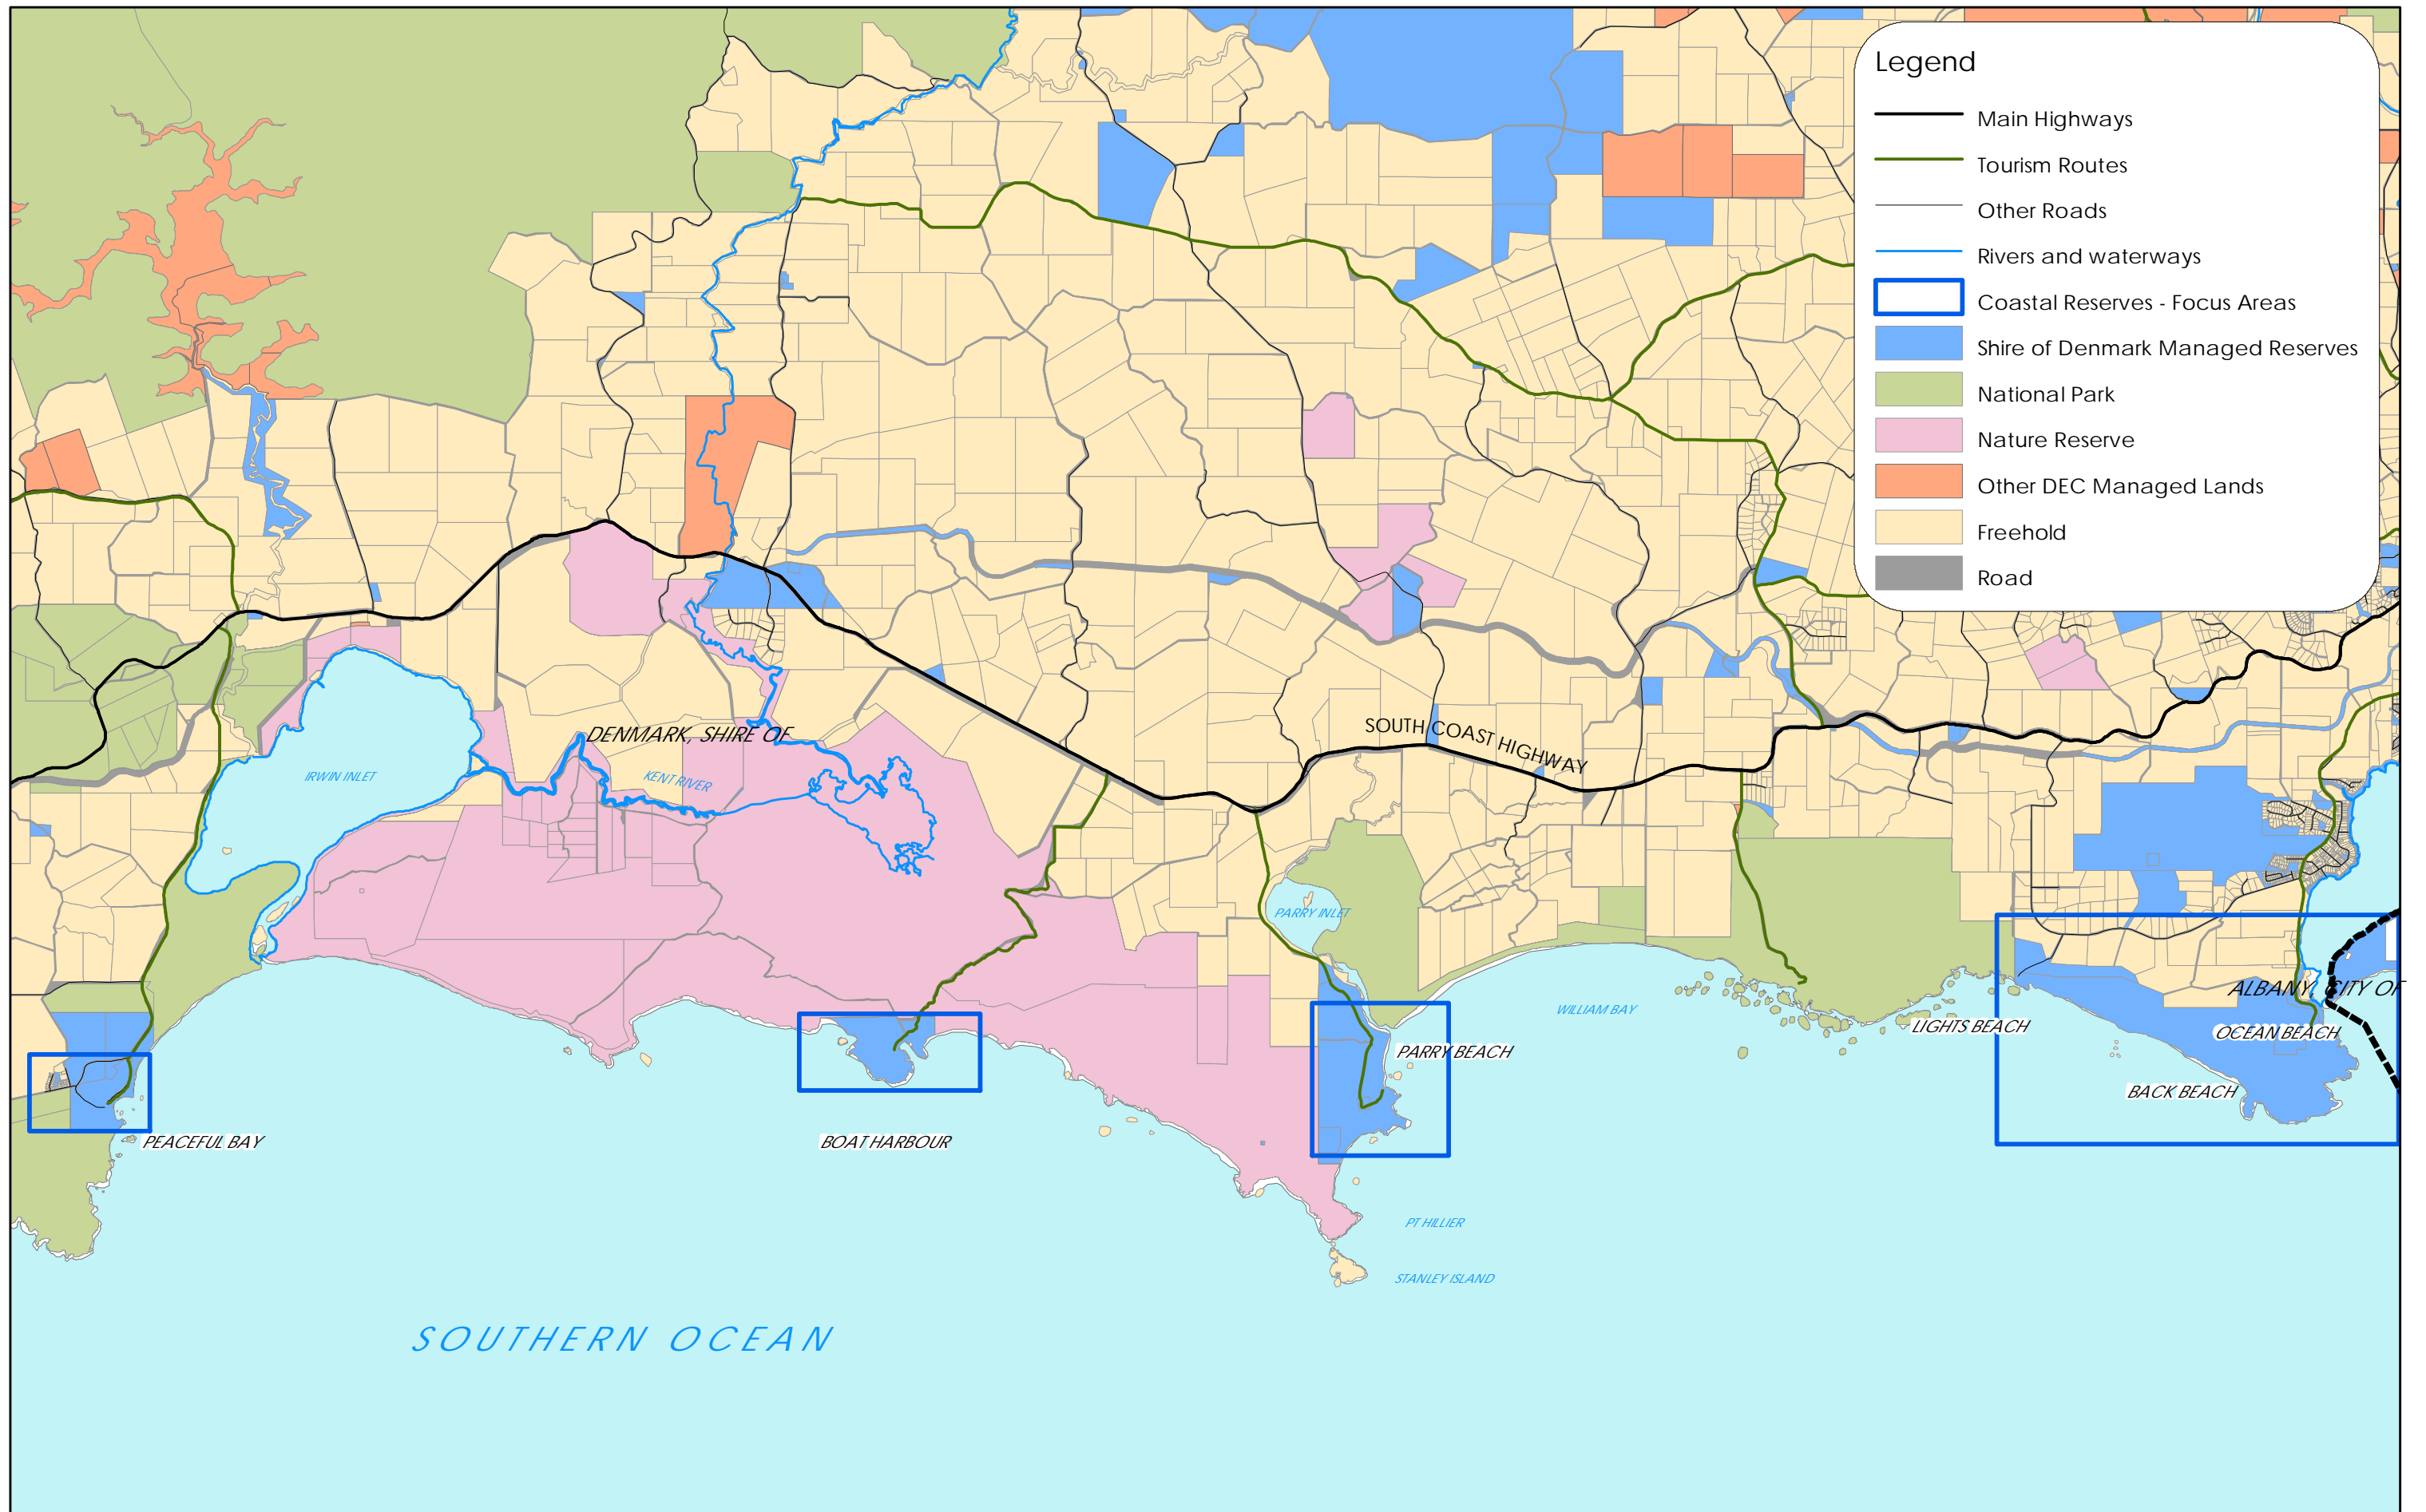 Legend
Main Highways
Tourism Routes
Other Roads
Rivers and waterways
Coastal Reserves - Focus Areas
Shire of Denmark Managed Reserves
National Park
Nature Reserve
Other DEC Managed Lands
Freehold
Road
DENMARK, SHIRE OF
SOUTH COAST HIGHWAY
IRWIN INLET
KENT RIVER
PARRY INLET
WILLIAM BAY
ALBANY, CITY OF
LIGHTS BEACH
OCEAN BEACH
PARRY BEACH
BACK BEACH
PEACEFUL BAY
BOAT HARBOUR
PT HILLIER
STANLEY ISLAND
SOUTHERN OCEAN